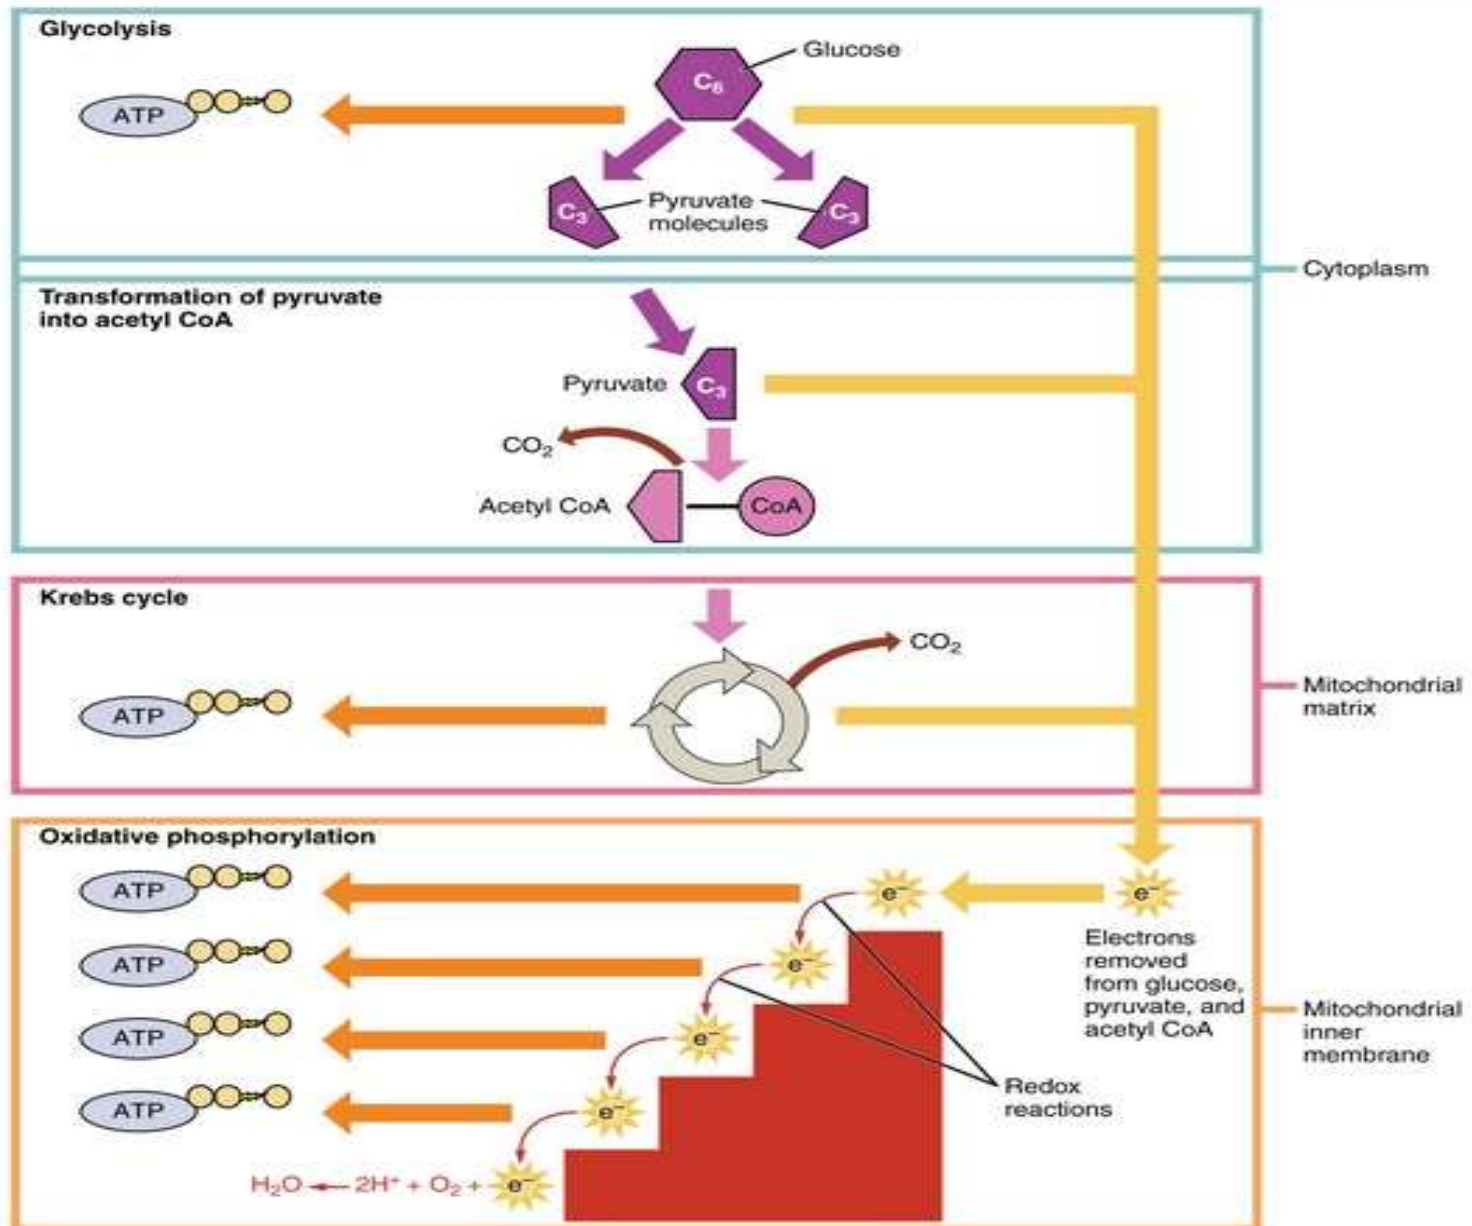 Glycolysis
Glucose
C6
ATP
Pyruvate
molecules
C3
C3
Cytoplasm
Transformation of pyruvate
into acetyl CoA
Pyruvate
C3
CO2
Acetyl CoA
CoA
Krebs cycle
CO2
ATP
Mitochondrial
matrix
Oxidative phosphorylation
ATP
e⁻
e⁻
Electrons
removed
from glucose,
pyruvate, and
acetyl CoA
ATP
e⁻
Mitochondrial
inner
membrane
ATP
e⁻
Redox
reactions
ATP
e⁻
H2O ← 2H⁺ + O2 + e⁻